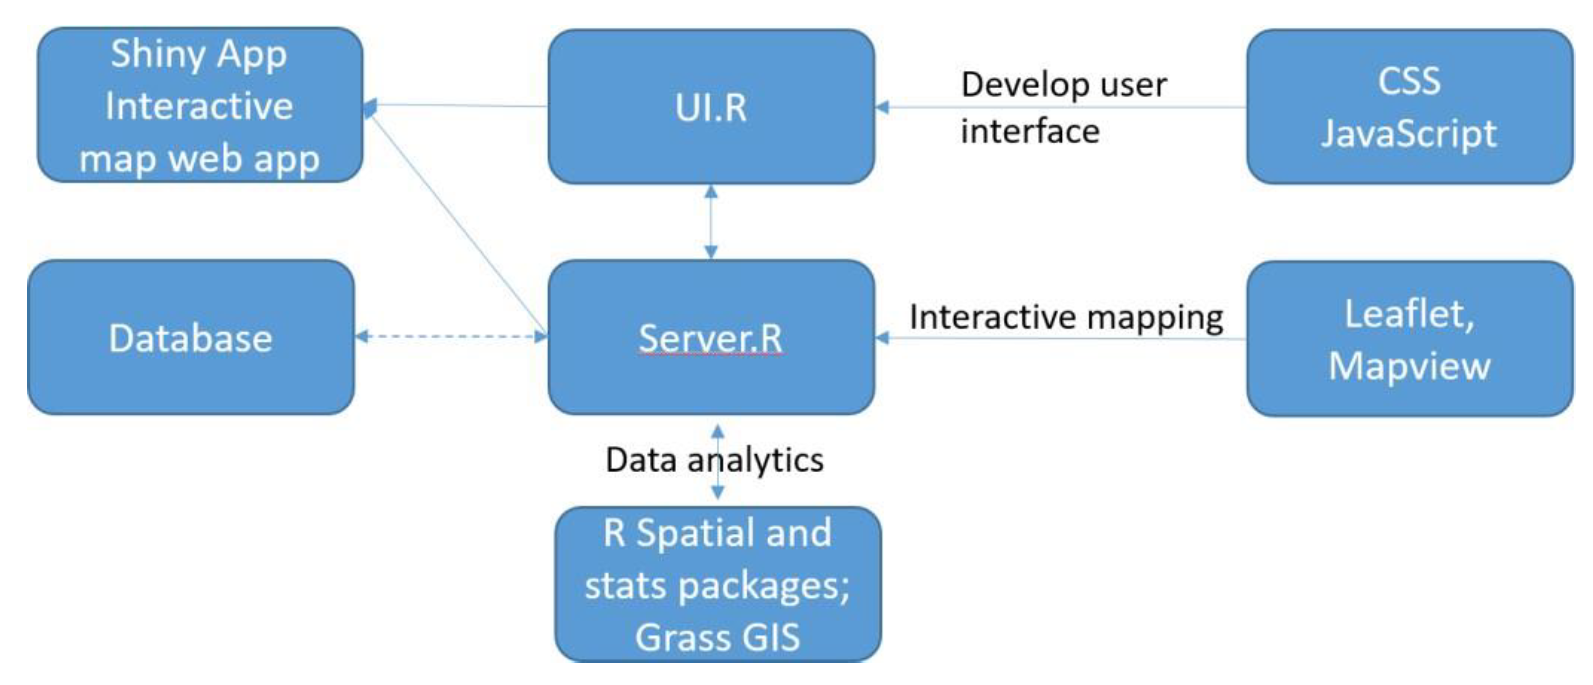 Shiny App
Interactive
map web app
UI.R
Develop user
interface
CSS
JavaScript
Database
Server.R
Interactive mapping
Leaflet,
Mapview
Data analytics
R Spatial and
stats packages;
Grass GIS